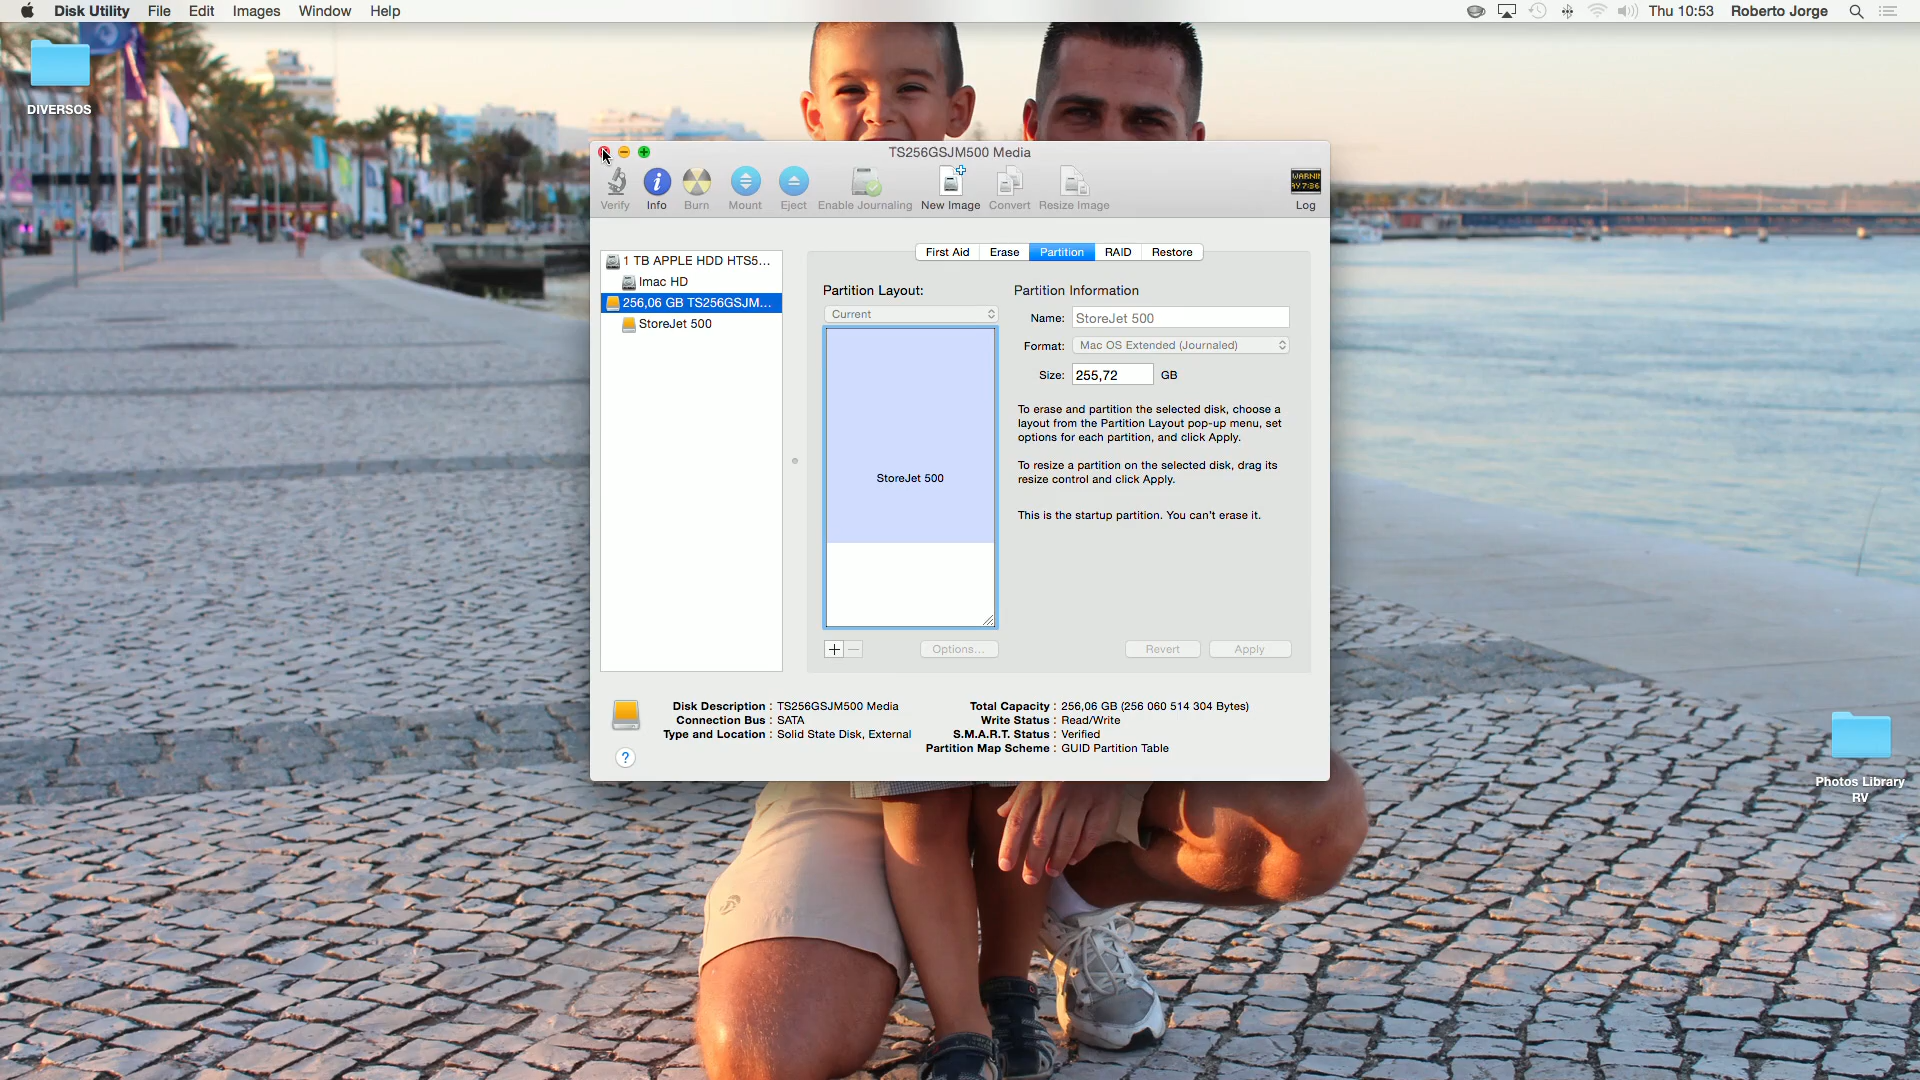 Disk Utility File Edit Images Window Help
Thu 10:53 Roberto Jorge
DIVERSOS
TS256GSJM500 Media
Verify Info Burn Mount Eject Enable Journaling New Image Convert Resize Image Log
WARNIN
AY 7:36
First Aid Erase Partition RAID Restore
1 TB APPLE HDD HTS5...
Imac HD
256,06 GB TS256GSJM...
StoreJet 500
Partition Layout:
Current
StoreJet 500
Options...
Partition Information
Name: StoreJet 500
Format: Mac OS Extended (Journaled)
Size: 255,72 GB
To erase and partition the selected disk, choose a
layout from the Partition Layout pop-up menu, set
options for each partition, and click Apply.
To resize a partition on the selected disk, drag its
resize control and click Apply.
This is the startup partition. You can't erase it.
Revert Apply
Disk Description : TS256GSJM500 Media
Connection Bus : SATA
Type and Location : Solid State Disk, External
Total Capacity : 256,06 GB (256 060 514 304 Bytes)
Write Status : Read/Write
S.M.A.R.T. Status : Verified
Partition Map Scheme : GUID Partition Table
?
Photos Library
RV